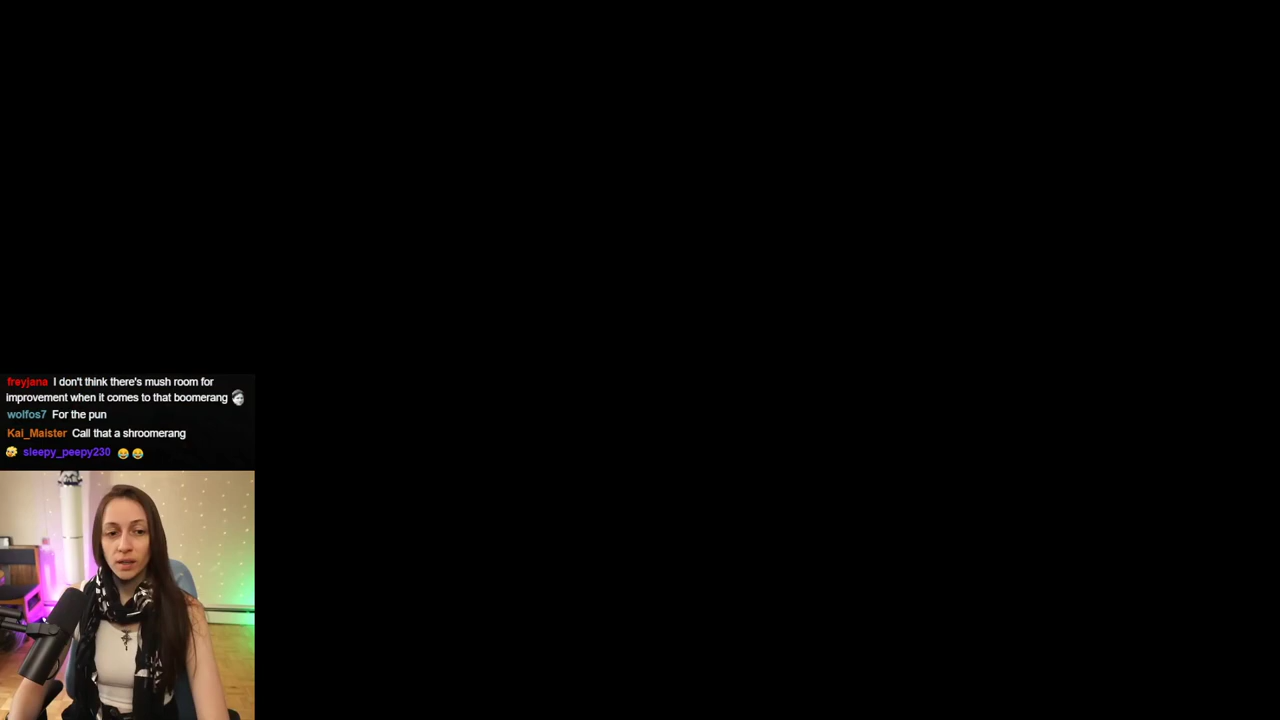 freyjana I don't think there's mush room for
improvement when it comes to that boomerang
wolfos7 For the pun
Kai_Maister Call that a shroomerang
sleepy_peepy230